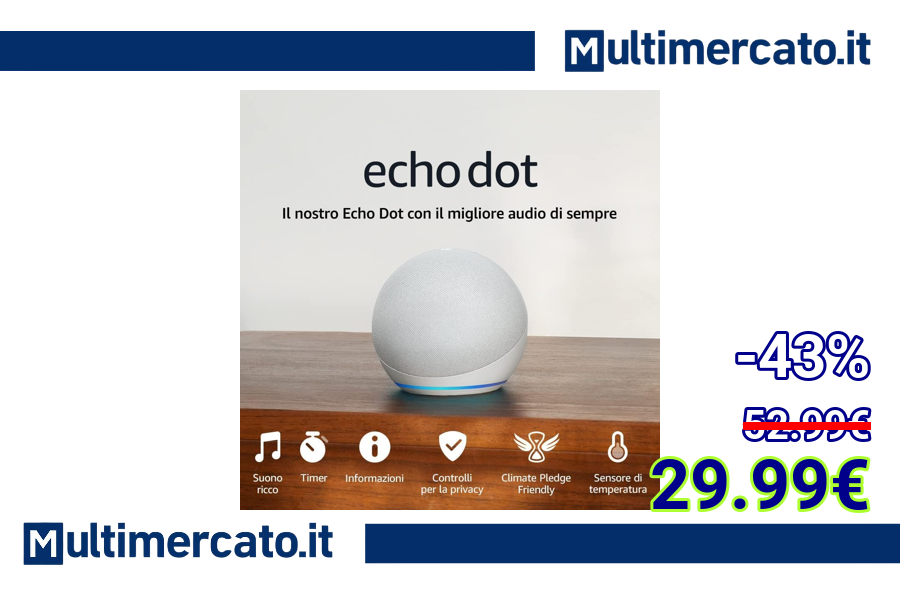 Multimercato.it
echo dot
Il nostro Echo Dot con il migliore audio di sempre
-43%
52.99€
29.99€
Suono
ricco
Timer
Informazioni
Controlli
per la privacy
Climate Pledge
Friendly
Sensore di
temperatura
Multimercato.it